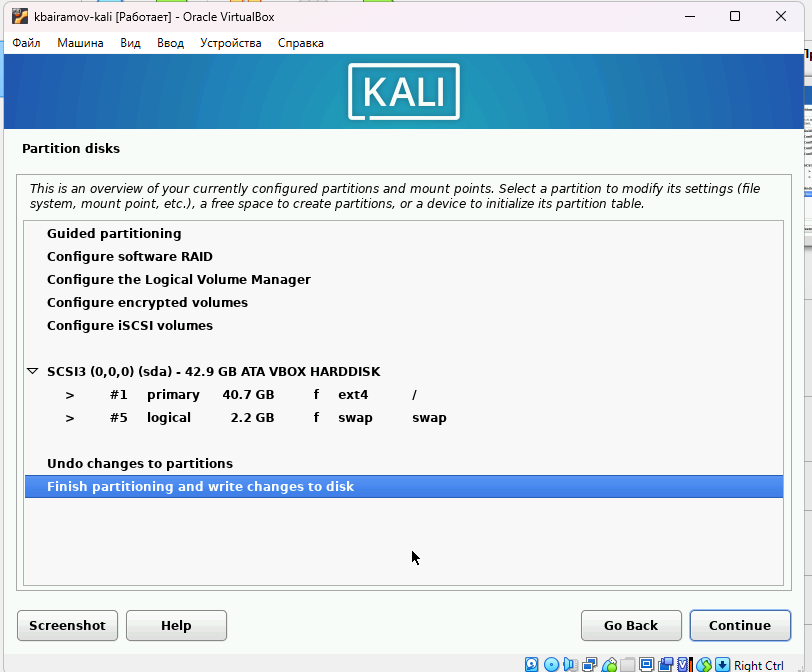 kbairamov-kali [Работает] - Oracle VirtualBox
Файл Машина Вид Ввод Устройства Справка
KALI
Partition disks
This is an overview of your currently configured partitions and mount points. Select a partition to modify its settings (file
system, mount point, etc.), a free space to create partitions, or a device to initialize its partition table.
Guided partitioning
Configure software RAID
Configure the Logical Volume Manager
Configure encrypted volumes
Configure iSCSI volumes
SCSI3 (0,0,0) (sda) - 42.9 GB ATA VBOX HARDDISK
> #1 primary 40.7 GB f ext4 /
> #5 logical 2.2 GB f swap swap
Undo changes to partitions
Finish partitioning and write changes to disk
Screenshot Help Go Back Continue
Right Ctrl